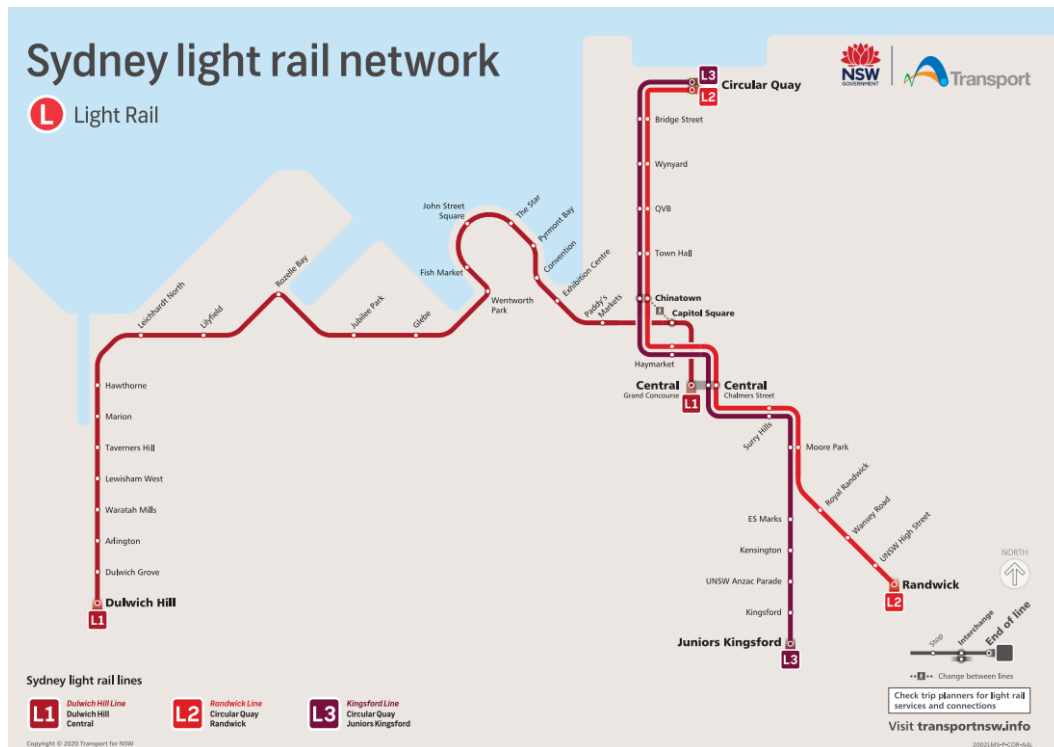 Sydney light rail network
L Light Rail
NSW
GOVERNMENT
Transport
L3
L2
Circular Quay
Bridge Street
Wynyard
QVB
Town Hall
Chinatown
Capitol Square
Haymarket
Central
Grand Concourse
L1
Central
Chalmers Street
Surry Hills
Moore Park
Royal Randwick
Wansey Road
UNSW High Street
Randwick
L2
ES Marks
Kensington
UNSW Anzac Parade
Kingsford
Juniors Kingsford
L3
John Street
Square
The Star
Pyrmont Bay
Convention
Exhibition Centre
Paddy's
Markets
Fish Market
Wentworth
Park
Glebe
Jubilee Park
Rozelle Bay
Lilyfield
Leichhardt North
Hawthorne
Marion
Taverners Hill
Lewisham West
Waratah Mills
Arlington
Dulwich Grove
Dulwich Hill
L1
NORTH
Stop
Interchange
End of line
Change between lines
Check trip planners for light rail
services and connections
Visit transportnsw.info
Sydney light rail lines
L1
Dulwich Hill Line
Dulwich Hill
Central
L2
Randwick Line
Circular Quay
Randwick
L3
Kingsford Line
Circular Quay
Juniors Kingsford
Copyright © 2020 Transport for NSW